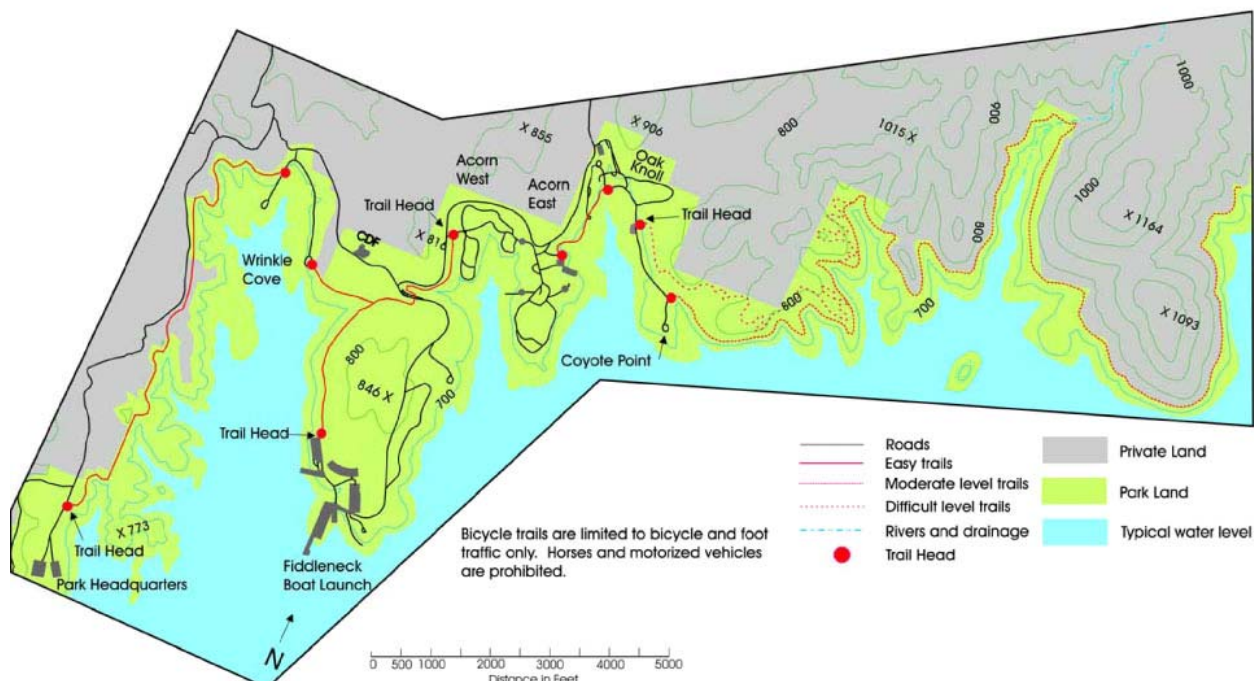 1000
X 906
800
1015 X
900
X 855
Oak
Knoll
Acorn
West
Acorn
East
1000
Trail Head
Trail Head
X 1164
X 816
CDF
800
Wrinkle
Cove
800
700
X 1093
800
Coyote Point
846 X
700
Trail Head
Roads
Private Land
Easy trails
Moderate level trails
Park Land
Difficult level trails
X 773
Bicycle trails are limited to bicycle and foot
traffic only. Horses and motorized vehicles
are prohibited.
Rivers and drainage
Typical water level
Trail Head
Trail Head
Park Headquarters
Fiddleneck
Boat Launch
N
0 500 1000 2000 3000 4000 5000
Distance in Feet